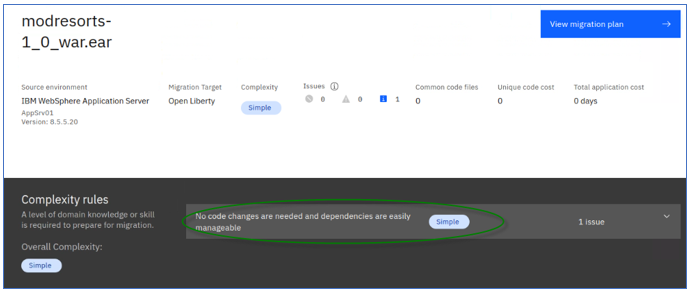 modresorts-
1_0_war.ear
View migration plan
Source environment
IBM WebSphere Application Server
AppSrv01
Version: 8.5.5.20
Migration Target
Open Liberty
Complexity
Simple
Issues
0 0 1
Common code files
0
Unique code cost
0
Total application cost
0 days
Complexity rules
A level of domain knowledge or skill
is required to prepare for migration.
Overall Complexity:
Simple
No code changes are needed and dependencies are easily
manageable
Simple
1 issue